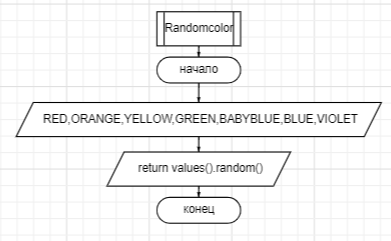 Randomcolor
начало
RED,ORANGE,YELLOW,GREEN,BABYBLUE,BLUE,VIOLET
return values().random()
конец